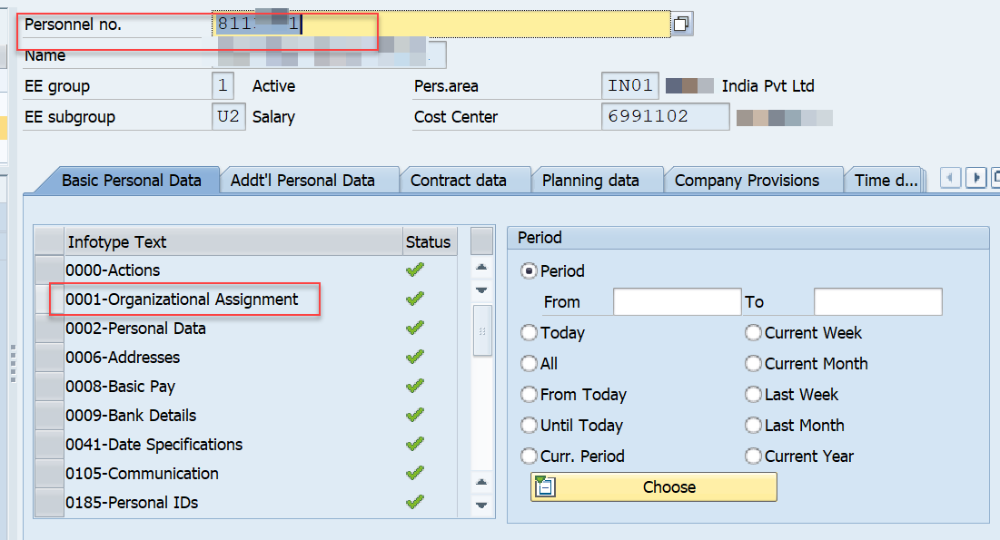 Personnel no. 811 1
Name
EE group 1 Active Pers.area IN01 India Pvt Ltd
EE subgroup U2 Salary Cost Center 6991102
Basic Personal Data Addt'l Personal Data Contract data Planning data Company Provisions Time d...
Infotype Text Status
0000-Actions
0001-Organizational Assignment
0002-Personal Data
0006-Addresses
0008-Basic Pay
0009-Bank Details
0041-Date Specifications
0105-Communication
0185-Personal IDs
Period
Period
From To
Today Current Week
All Current Month
From Today Last Week
Until Today Last Month
Curr. Period Current Year
Choose